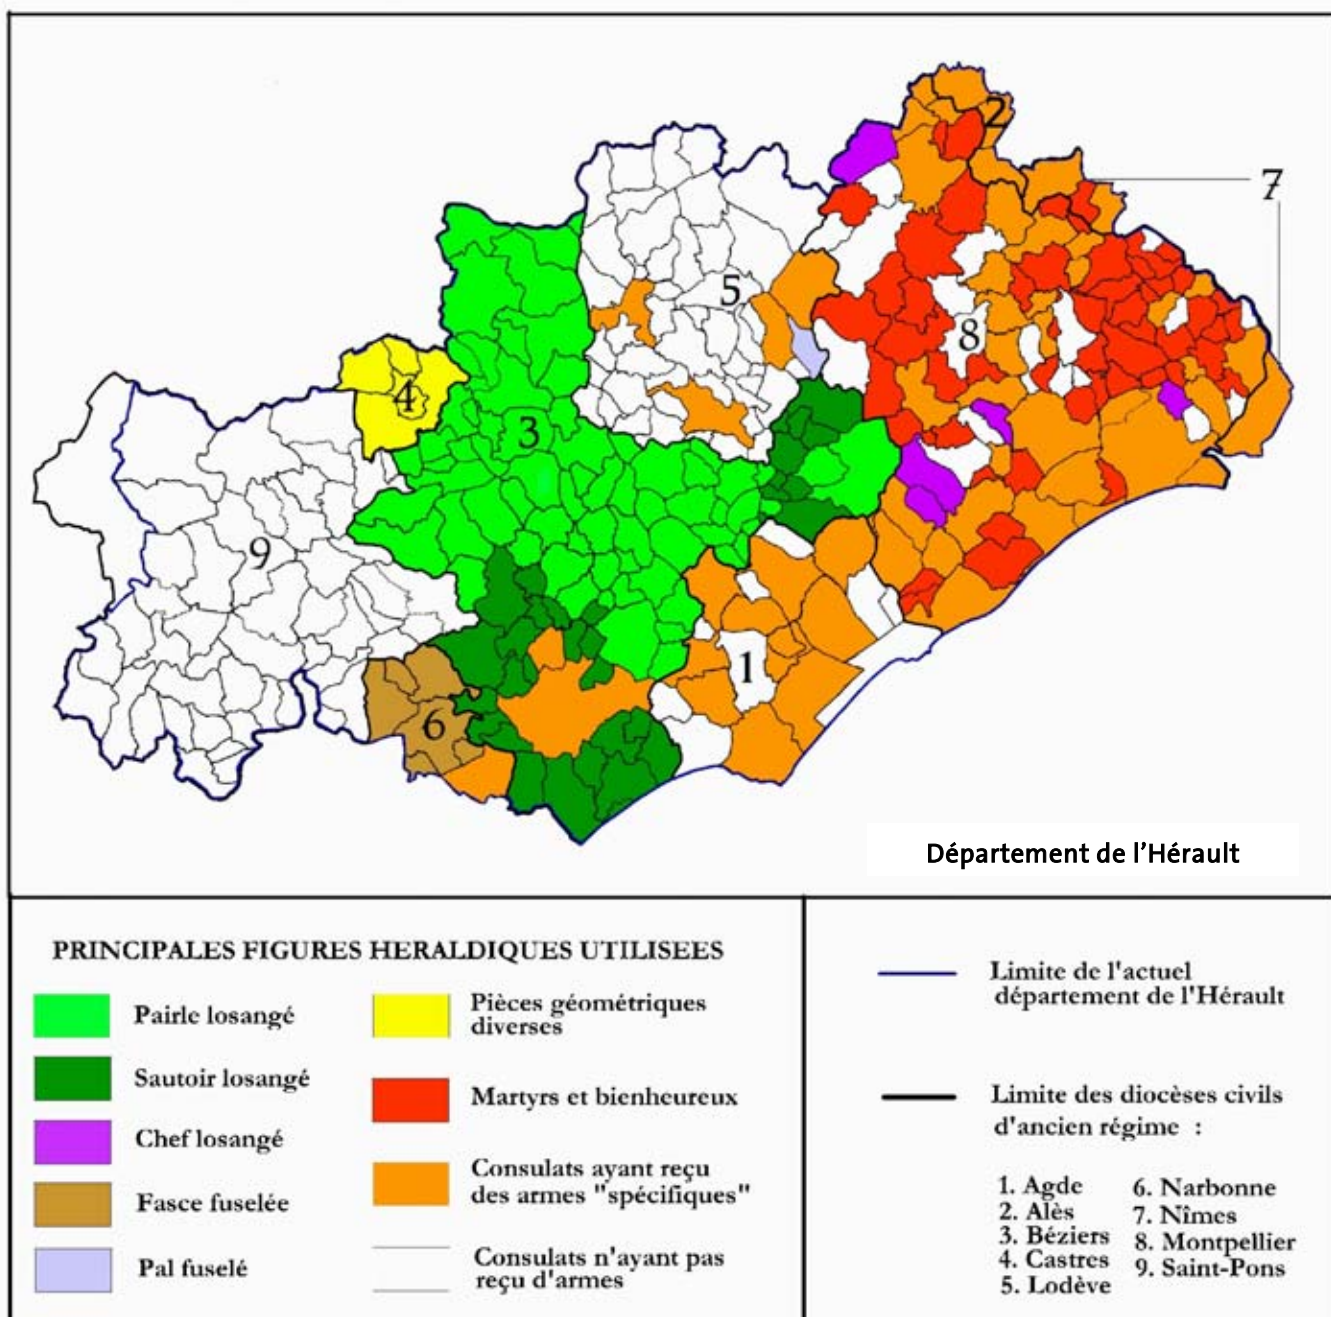 2
7
5
8
4
3
9
1
6
Département de l'Hérault
PRINCIPALES FIGURES HERALDIQUES UTILISEES
Pairle losangé
Sautoir losangé
Chef losangé
Fasce fuselée
Pal fuselé
Pièces géométriques
diverses
Martyrs et bienheureux
Consulats ayant reçu
des armes "spécifiques"
Consulats n'ayant pas
reçu d'armes
Limite de l'actuel
département de l'Hérault
Limite des diocèses civils
d'ancien régime :
1. Agde
2. Alès
3. Béziers
4. Castres
5. Lodève
6. Narbonne
7. Nîmes
8. Montpellier
9. Saint-Pons